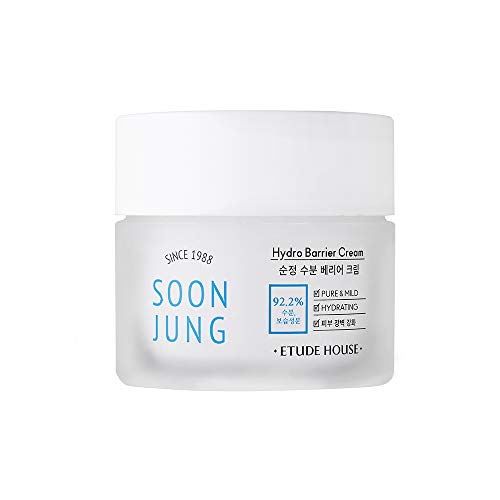 SINCE 1988
SOON
JUNG
Hydro Barrier Cream
순정 수분 베리어 크림
92.2%
수분,
보습성분
PURE & MILD
HYDRATING
피부 장벽 강화
• ETUDE HOUSE •